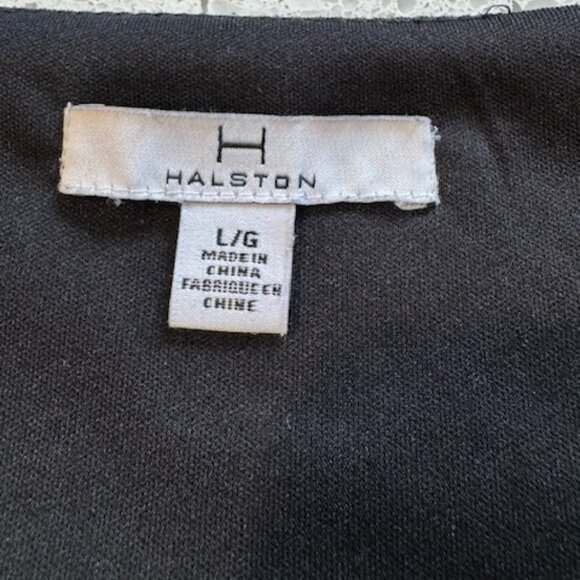 H
HALSTON
L/G
MADE IN
CHINA
FABRIQUE EN
CHINE